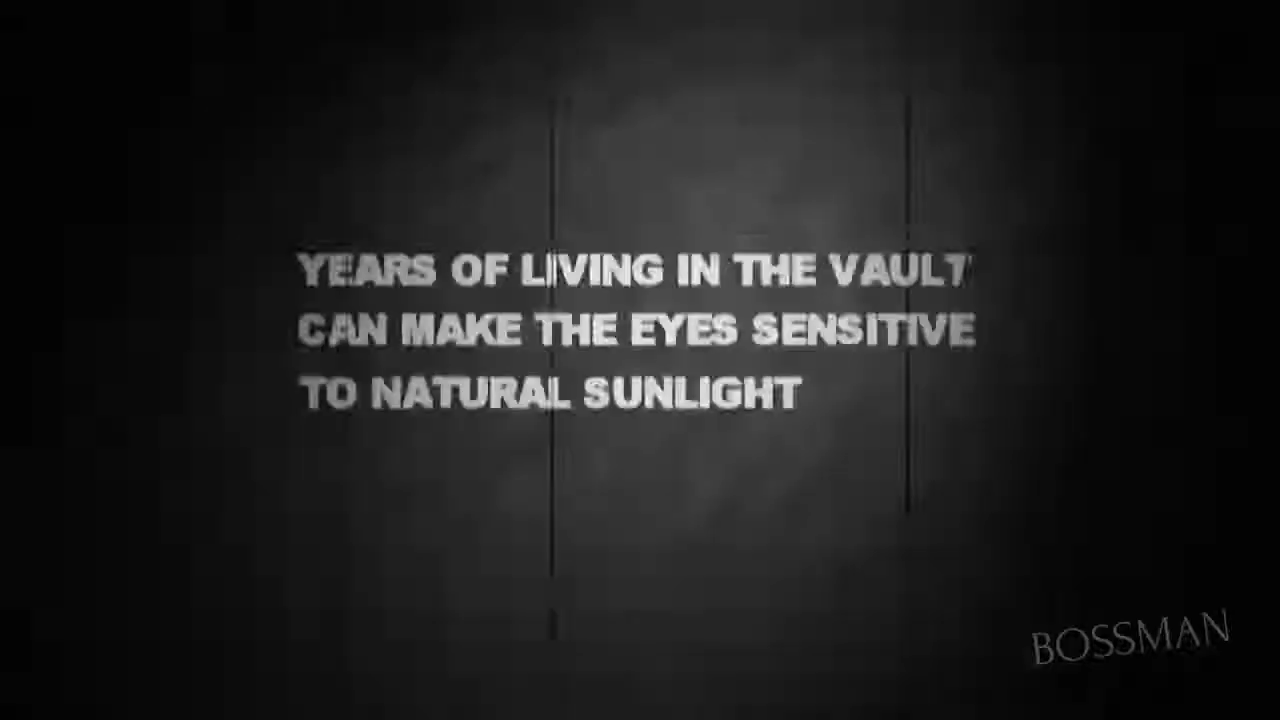 YEARS OF LIVING IN THE VAULT
CAN MAKE THE EYES SENSITIVE
TO NATURAL SUNLIGHT
BOSSMAN